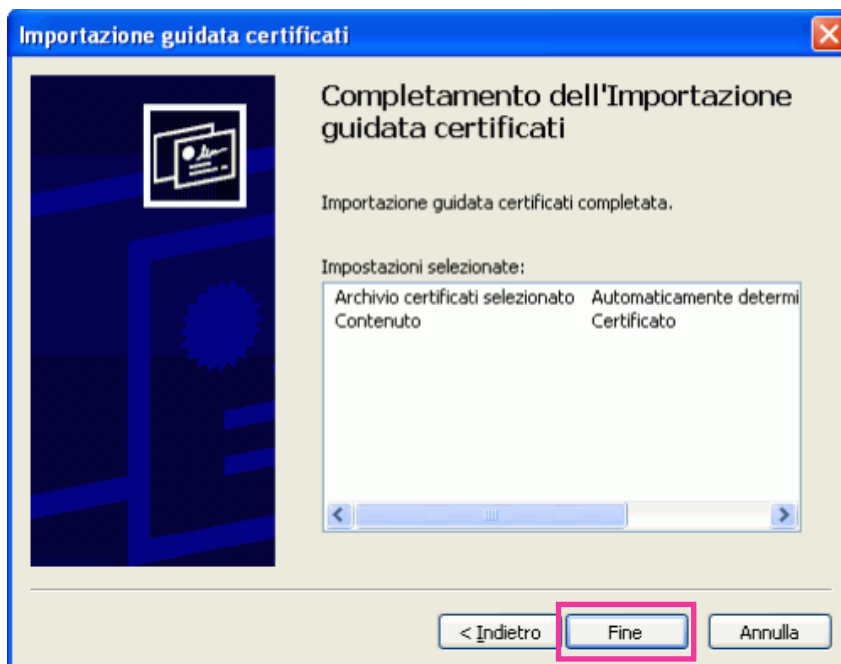 Importazione guidata certificati
Completamento dell'Importazione
guidata certificati
Importazione guidata certificati completata.
Impostazioni selezionate:
Archivio certificati selezionato Automaticamente determi
Contenuto Certificato
< Indietro Fine Annulla